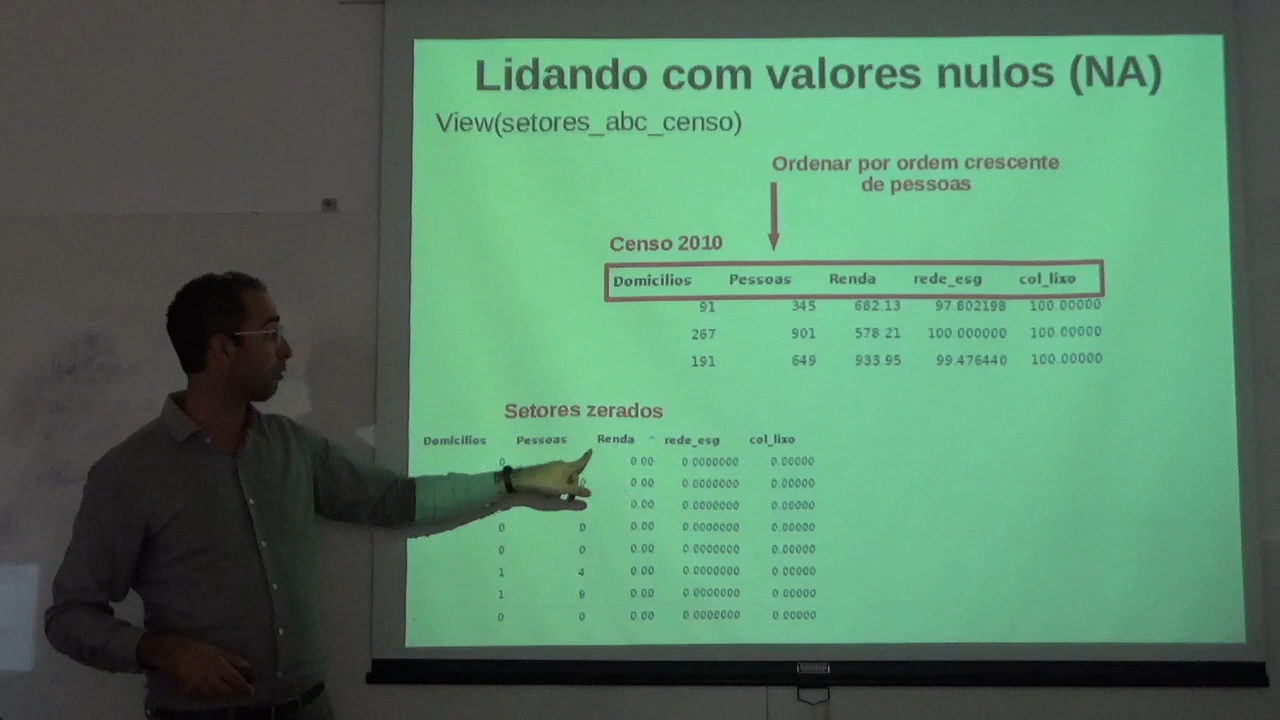 Lidando com valores nulos (NA)
View(setores_abc_censo)
Ordenar por ordem crescente
de pessoas
Censo 2010
Domicilios Pessoas Renda rede_esg col_lixo
91 345 682.13 97.802198 100.00000
267 901 578.21 100.000000 100.00000
191 649 933.95 99.476440 100.00000
Setores zerados
Domicilios Pessoas Renda rede_esg col_lixo
0 0.00 0.0000000 0.00000
0 0.00 0.0000000 0.00000
0.00 0.0000000 0.00000
0 0 0.00 0.0000000 0.00000
0 0 0.00 0.0000000 0.00000
1 4 0.00 0.0000000 0.00000
1 9 0.00 0.0000000 0.00000
0 0 0.00 0.0000000 0.00000